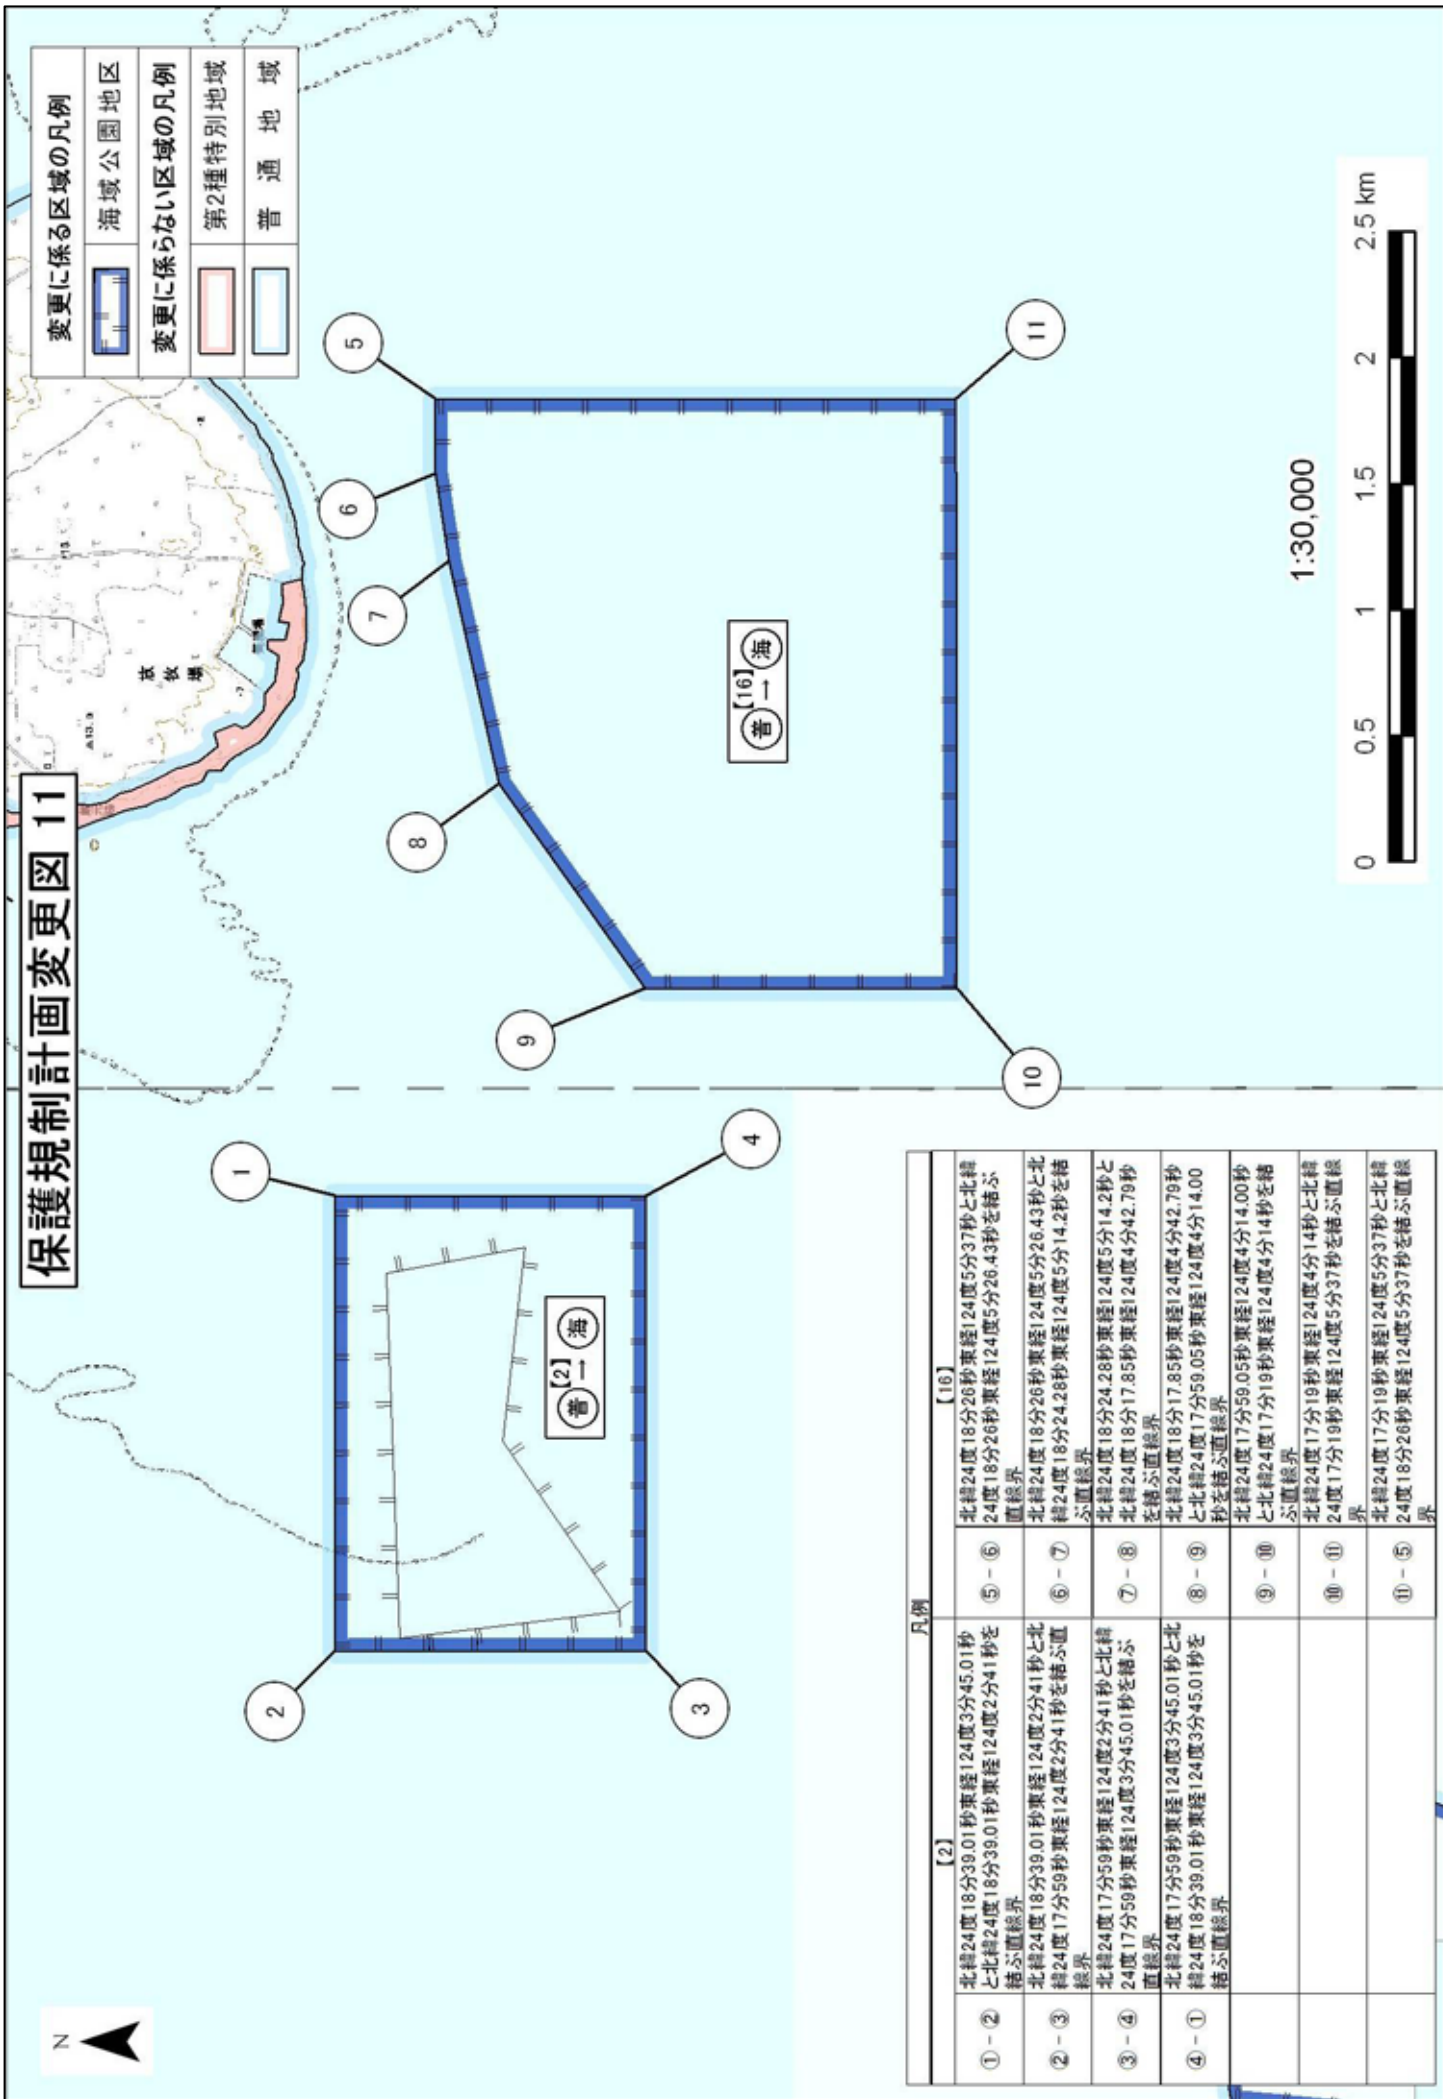 保護規制計画変更図 11
N
変更に係る区域の凡例
海域公園地区
変更に係らない区域の凡例
第2種特別地域
普通地域
放
牧
場
△13.9
1
2
3
4
5
6
7
8
9
10
11
【2】
普→海
【16】
普→海
1:30,000
0 0.5 1 1.5 2 2.5 km
凡例
【2】
①-②
北緯24度18分39.01秒東経124度3分45.01秒
と北緯24度18分39.01秒東経124度2分41秒を
結ぶ直線界
②-③
北緯24度18分39.01秒東経124度2分41秒と北
緯24度17分59秒東経124度2分41秒を結ぶ直
線界
③-④
北緯24度17分59秒東経124度2分41秒と北緯
24度17分59秒東経124度3分45.01秒を結ぶ
直線界
④-①
北緯24度17分59秒東経124度3分45.01秒と北
緯24度18分39.01秒東経124度3分45.01秒を
結ぶ直線界
【16】
⑤-⑥
北緯24度18分26秒東経124度5分37秒と北緯
24度18分26秒東経124度5分26.43秒を結ぶ
直線界
⑥-⑦
北緯24度18分26秒東経124度5分26.43秒と北
緯24度18分24.28秒東経124度5分14.2秒を結
ぶ直線界
⑦-⑧
北緯24度18分24.28秒東経124度5分14.2秒と
北緯24度18分17.85秒東経124度4分42.79秒
を結ぶ直線界
⑧-⑨
北緯24度18分17.85秒東経124度4分42.79秒
と北緯24度17分59.05秒東経124度4分14.00
秒を結ぶ直線界
⑨-⑩
北緯24度17分59.05秒東経124度4分14.00秒
と北緯24度17分19秒東経124度4分14秒を結
ぶ直線界
⑩-⑪
北緯24度17分19秒東経124度4分14秒と北緯
24度17分19秒東経124度5分37秒を結ぶ直線
界
⑪-⑤
北緯24度17分19秒東経124度5分37秒と北緯
24度18分26秒東経124度5分37秒を結ぶ直線
界